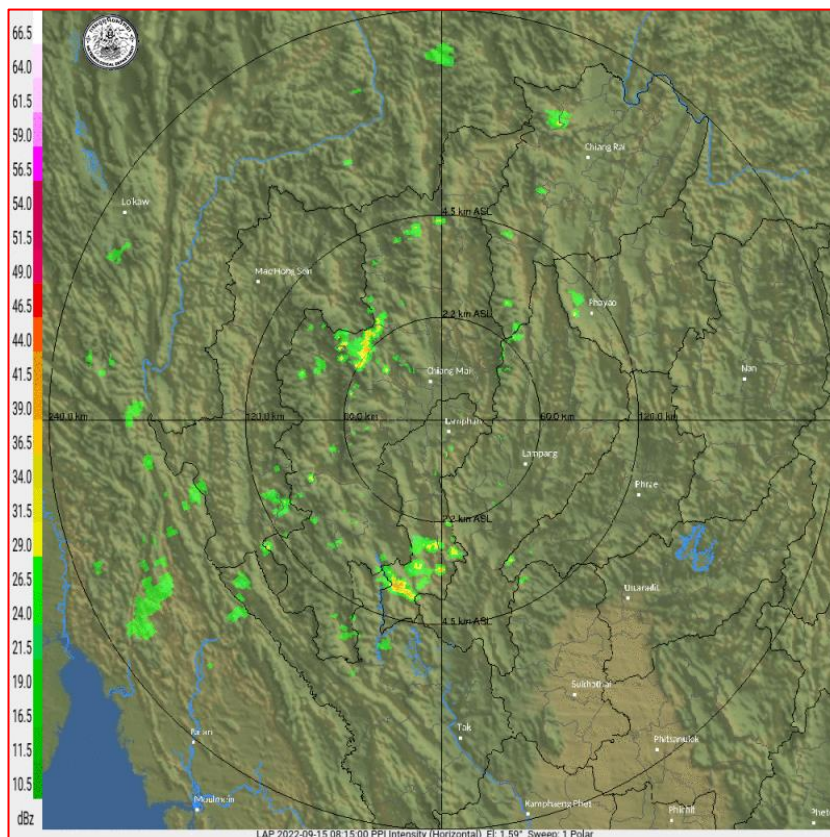 66.5
64.0
61.5
59.0
56.5
54.0
51.5
49.0
46.5
44.0
41.5
39.0
36.5
34.0
31.5
29.0
26.5
24.0
21.5
19.0
16.5
11.5
10.5
dBz
Chiang Rai
Loikaw
4.5 km ASL
Mae Hong Son
Phayao
2.2 km ASL
Chiang Mai
Nan
240.0 km
120.0 km
60.0 km
60.0 km
120.0 km
Lamphun
Lampang
Phrae
2.2 km ASL
Uttaradit
4.5 km ASL
Sukhothai
Tak
Phitsanulok
Moulmein
Kamphaeng Phet
Phichit
LAP 2022-09-15 08:15:00 PPI Intensity (Horizontal) El: 1.59° Sweep: 1 Polar